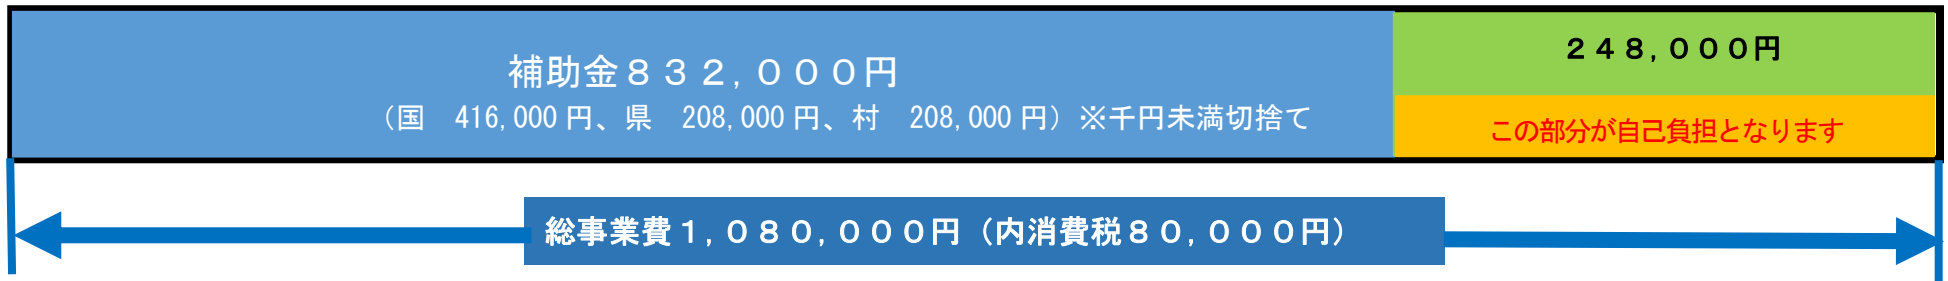 補助金８３２,０００円
（国　416,000 円、県　208,000 円、村　208,000 円）※千円未満切捨て
２４８,０００円
この部分が自己負担となります
総事業費１,０８０,０００円（内消費税８０,０００円）